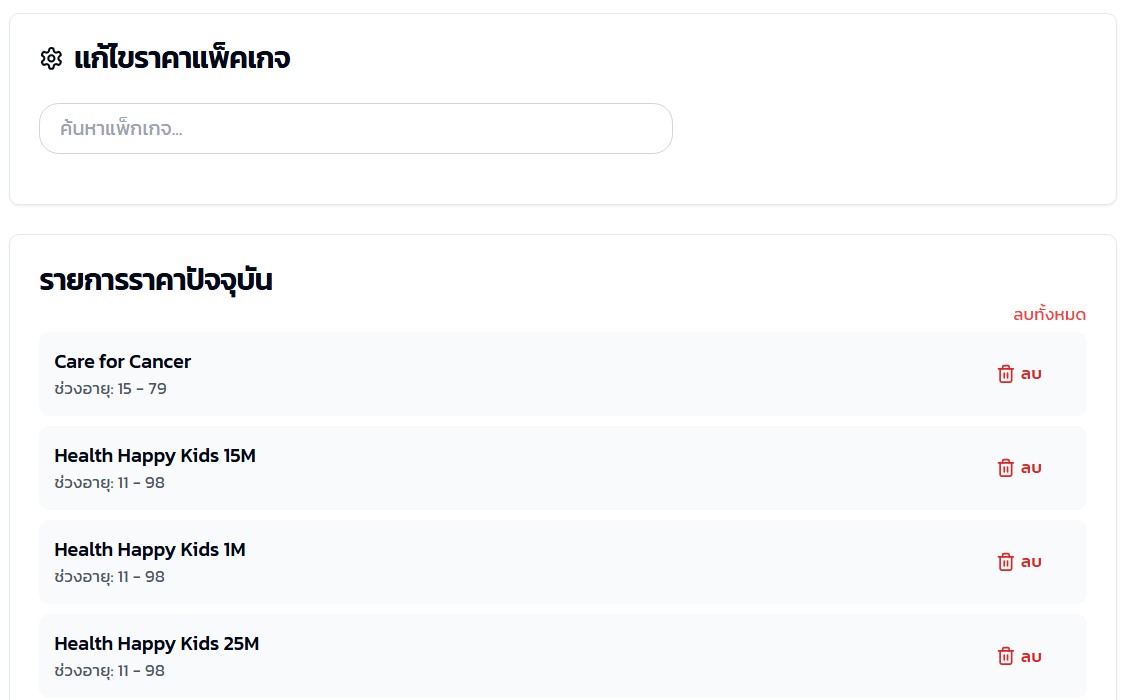 แก้ไขราคาแพ็คเกจ
ค้นหาแพ็กเกจ...
รายการราคาปัจจุบัน
ลบทั้งหมด
Care for Cancer
ช่วงอายุ: 15 - 79
ลบ
Health Happy Kids 15M
ช่วงอายุ: 11 - 98
ลบ
Health Happy Kids 1M
ช่วงอายุ: 11 - 98
ลบ
Health Happy Kids 25M
ช่วงอายุ: 11 - 98
ลบ